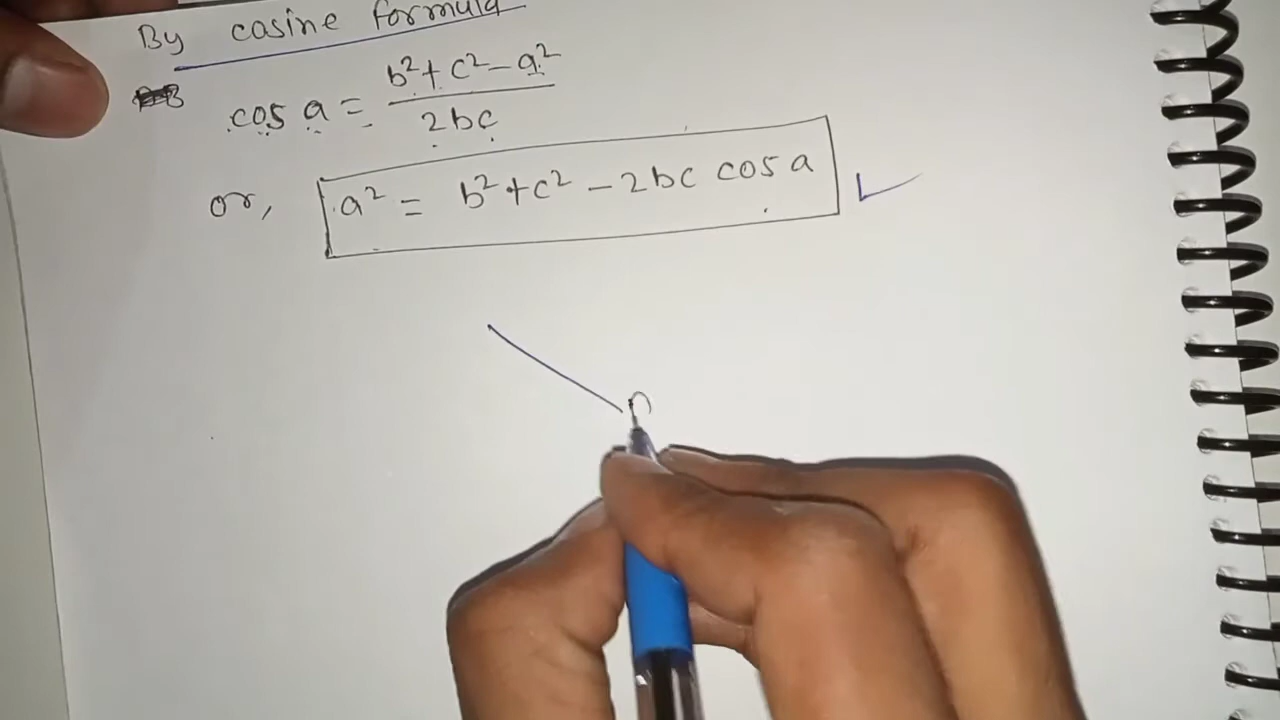 By cosine formula
cos a = b²+c²-a² / 2bc
or, a² = b²+c² - 2bc cos a